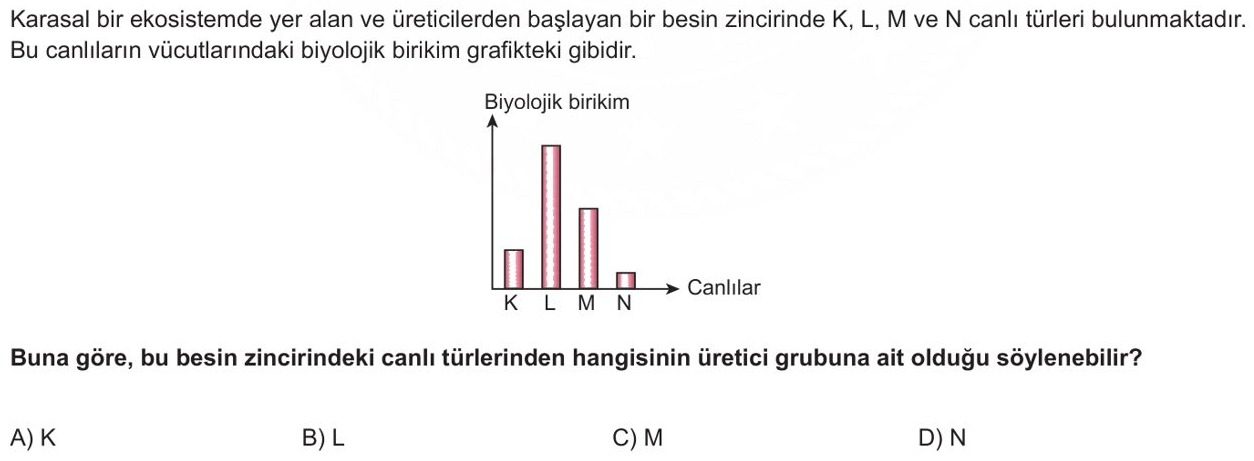 Karasal bir ekosistemde yer alan ve üreticilerden başlayan bir besin zincirinde K, L, M ve N canlı türleri bulunmaktadır.
Bu canlıların vücutlarındaki biyolojik birikim grafikteki gibidir.
Biyolojik birikim
Canlılar
K L M N
Buna göre, bu besin zincirindeki canlı türlerinden hangisinin üretici grubuna ait olduğu söylenebilir?
A) K B) L C) M D) N